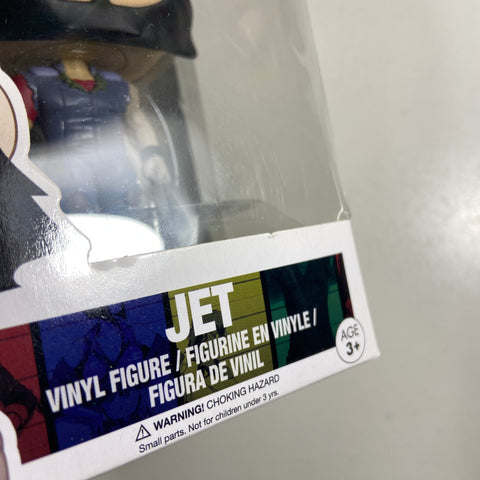 JET
VINYL FIGURE / FIGURINE EN VINYLE /
FIGURA DE VINIL
AGE
3+
⚠ WARNING! CHOKING HAZARD
Small parts. Not for children under 3 yrs.